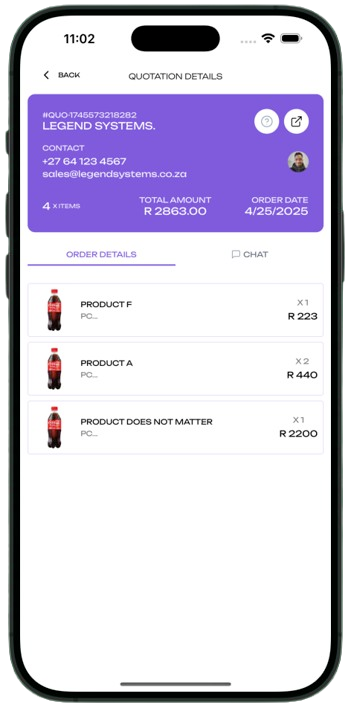 11:02
BACK
QUOTATION DETAILS
#QUO-1745573218282
LEGEND SYSTEMS.
CONTACT
+27 64 123 4567
sales@legendsystems.co.za
4 X ITEMS
TOTAL AMOUNT
R 2863.00
ORDER DATE
4/25/2025
ORDER DETAILS
CHAT
PRODUCT F
PC...
X 1
R 223
PRODUCT A
PC...
X 2
R 440
PRODUCT DOES NOT MATTER
PC...
X 1
R 2200